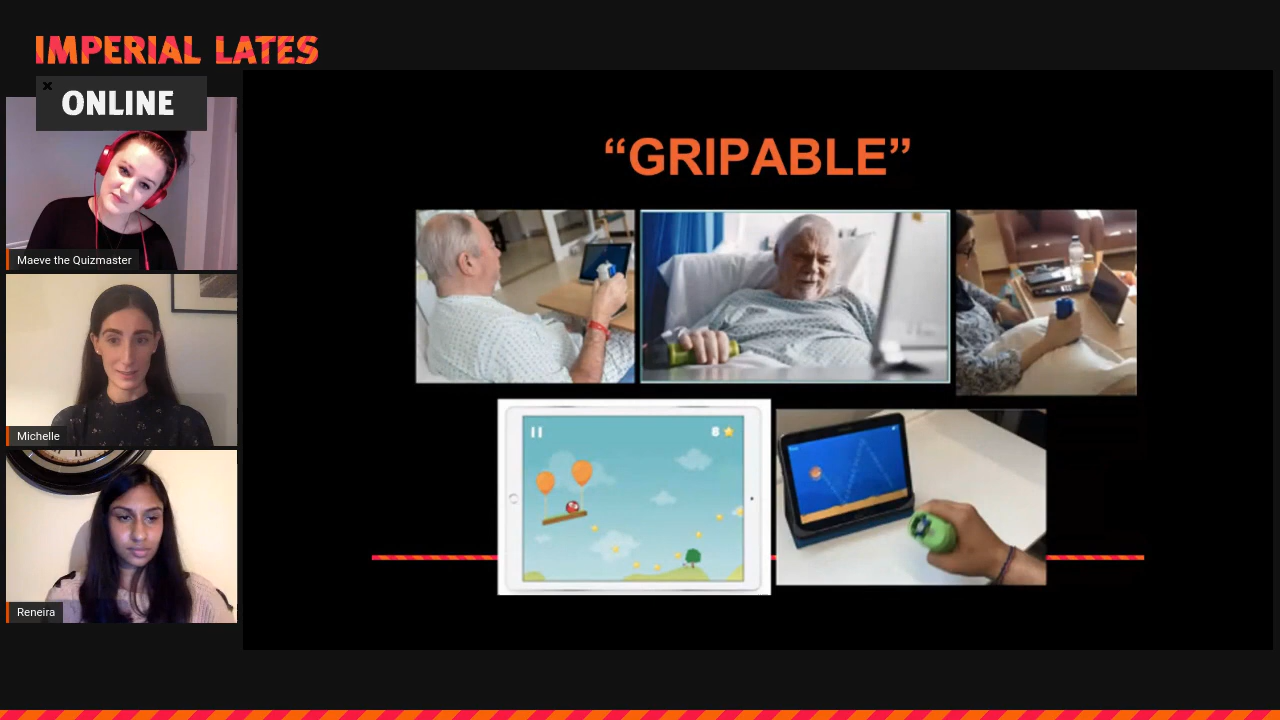 IMPERIAL LATES
ONLINE
Maeve the Quizmaster
Michelle
Reneira
“GRIPABLE”
8